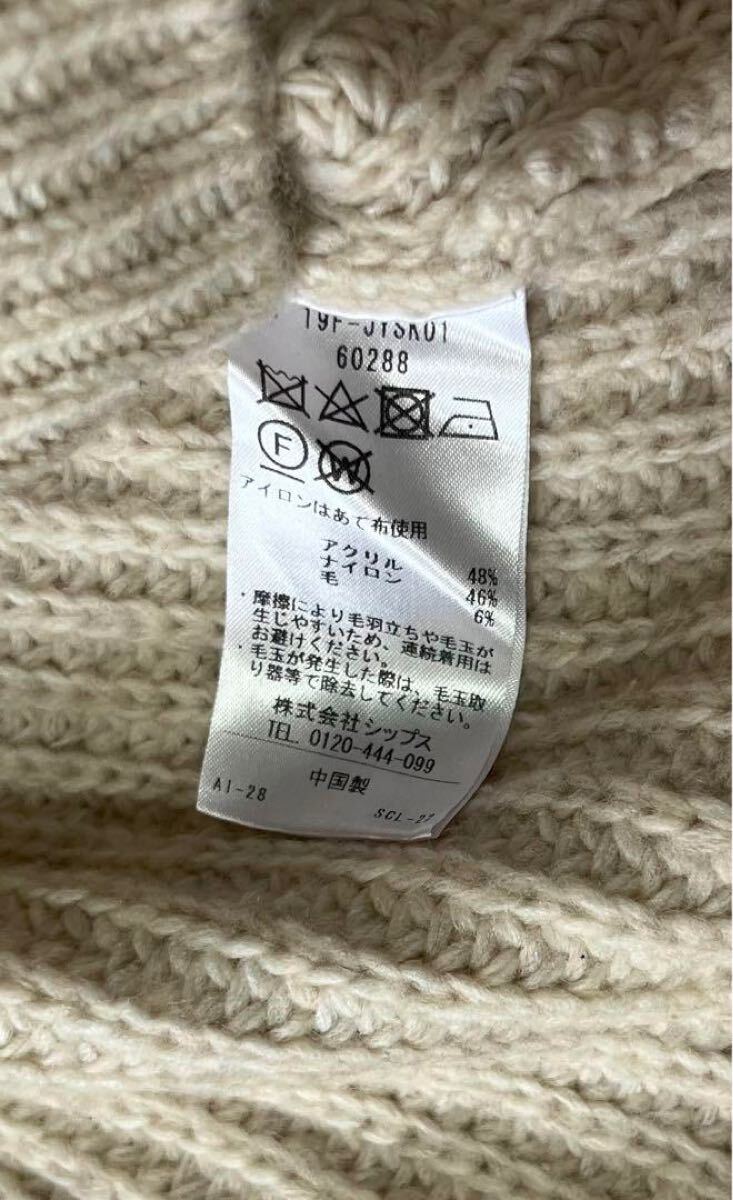 19F-JYSK01
60288
F
W
アイロンはあて布使用
アクリル 48%
ナイロン 46%
毛 6%
・摩擦により毛羽立ちや毛玉が
生じやすいため、連続着用は
お避けください。
・毛玉が発生した際は、毛玉取
り器等で除去してください。
株式会社シップス
TEL. 0120-444-099
中国製
AI-28
SCL-27